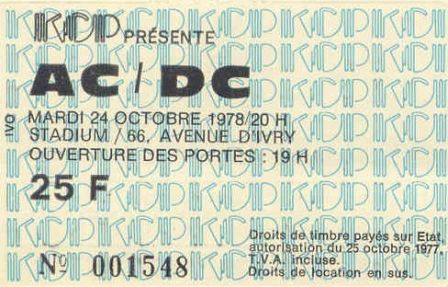 KCP PRÉSENTE
AC/DC
MARDI 24 OCTOBRE 1978/20 H
STADIUM/66, AVENUE D'IVRY
OUVERTURE DES PORTES : 19 H
25 F
IVO
Droits de timbre payés sur Etat,
autorisation du 25 octobre 1977,
T.V.A. incluse.
Droits de location en sus.
Nº 001548